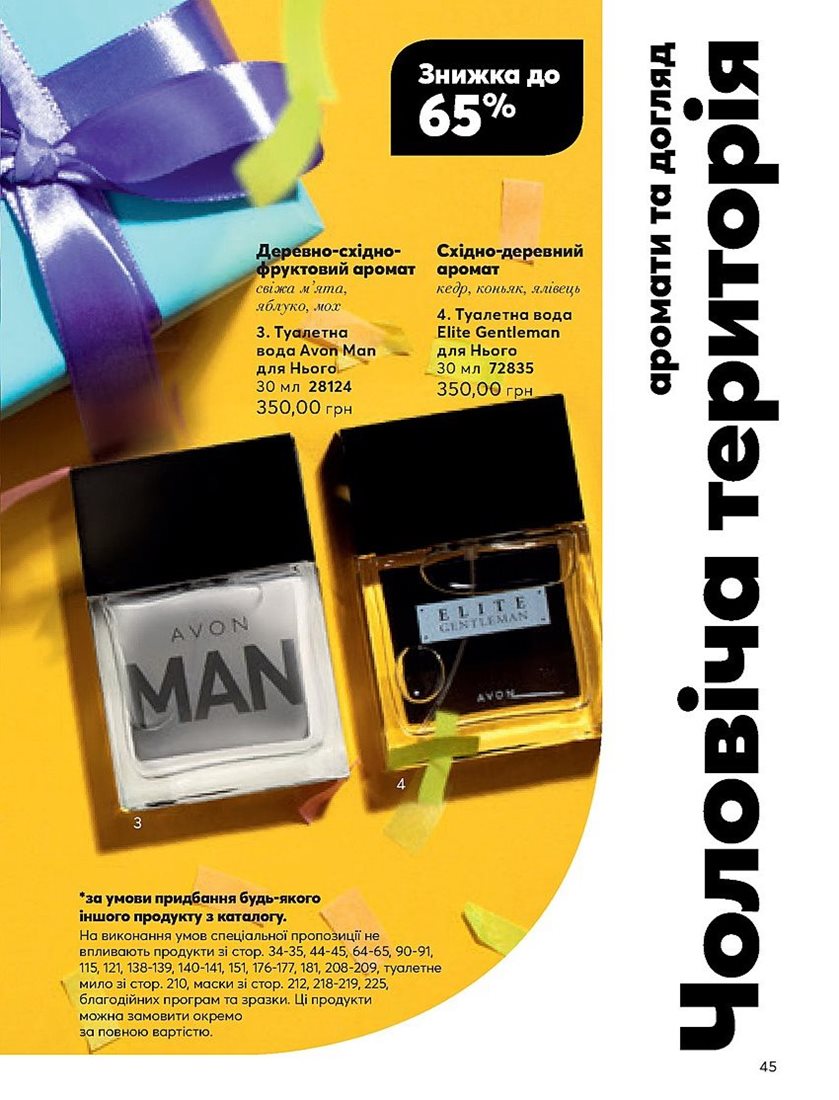 Знижка до
65%
Деревно-східно-
фруктовий аромат
свіжа м’ята,
яблуко, мох
3. Туалетна
вода Avon Man
для Нього
30 мл 28124
350,00 грн
Східно-деревний
аромат
кедр, коньяк, ялівець
4. Туалетна вода
Elite Gentleman
для Нього
30 мл 72835
350,00 грн
AVON
MAN
ELITE
GENTLEMAN
AVON
3
4
*за умови придбання будь-якого
іншого продукту з каталогу.
На виконання умов спеціальної пропозиції не
впливають продукти зі стор. 34-35, 44-45, 64-65, 90-91,
115, 121, 138-139, 140-141, 151, 176-177, 181, 208-209, туалетне
мило зі стор. 210, маски зі стор. 212, 218-219, 225,
благодійних програм та зразки. Ці продукти
можна замовити окремо
за повною вартістю.
аромати та догляд
Чоловіча територія
45